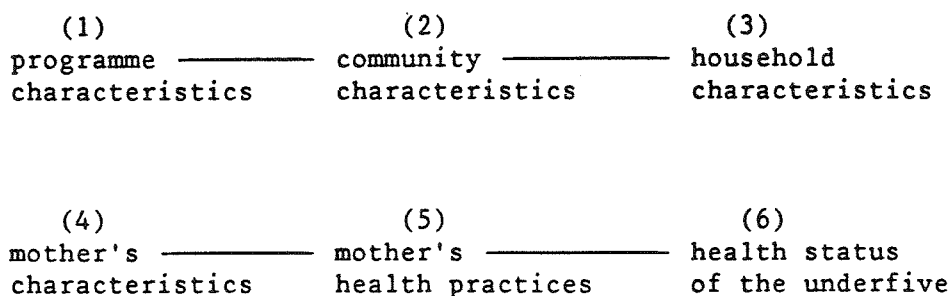 (1) (2) (3)
programme community household
characteristics characteristics characteristics
(4) (5) (6)
mother's mother's health status
characteristics health practices of the underfive